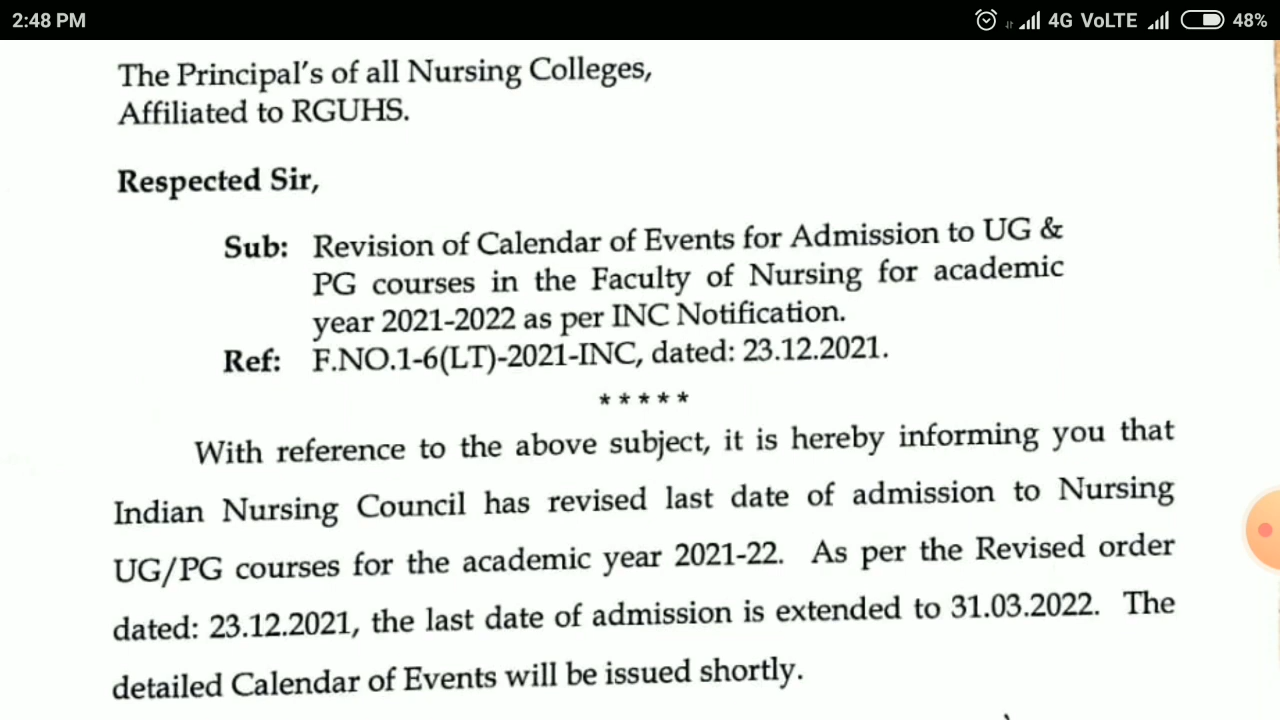 2:48 PM 4G VoLTE 48%
The Principal's of all Nursing Colleges,
Affiliated to RGUHS.
Respected Sir,
Sub: Revision of Calendar of Events for Admission to UG &
PG courses in the Faculty of Nursing for academic
year 2021-2022 as per INC Notification.
Ref: F.NO.1-6(LT)-2021-INC, dated: 23.12.2021.
*****
With reference to the above subject, it is hereby informing you that
Indian Nursing Council has revised last date of admission to Nursing
UG/PG courses for the academic year 2021-22. As per the Revised order
dated: 23.12.2021, the last date of admission is extended to 31.03.2022. The
detailed Calendar of Events will be issued shortly.